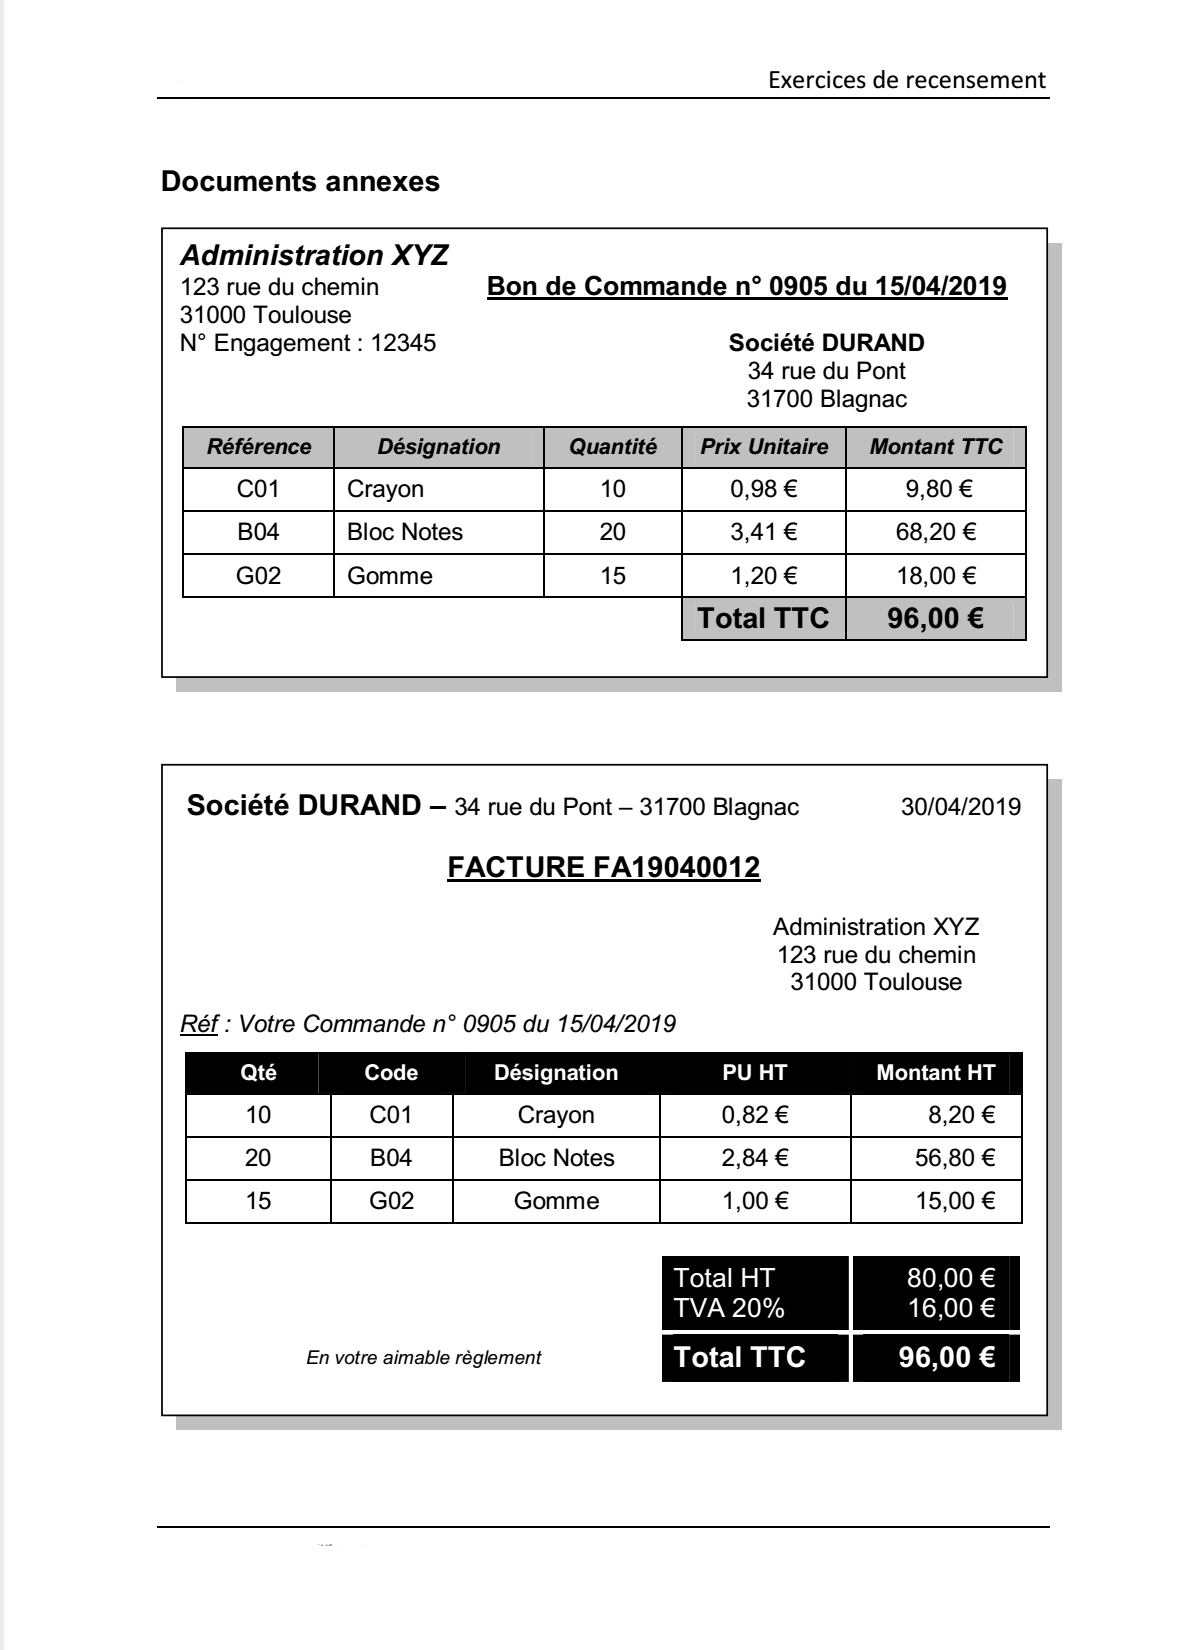 Exercices de recensement
Documents annexes
Administration XYZ
123 rue du chemin
Bon de Commande n° 0905 du 15/04/2019
31000 Toulouse
N° Engagement : 12345
Société DURAND
34 rue du Pont
31700 Blagnac
Référence Désignation Quantité Prix Unitaire Montant TTC
C01 Crayon 10 0,98 € 9,80 €
B04 Bloc Notes 20 3,41 € 68,20 €
G02 Gomme 15 1,20 € 18,00 €
Total TTC 96,00 €
Société DURAND – 34 rue du Pont – 31700 Blagnac 30/04/2019
FACTURE FA19040012
Administration XYZ
123 rue du chemin
31000 Toulouse
Réf : Votre Commande n° 0905 du 15/04/2019
Qté Code Désignation PU HT Montant HT
10 C01 Crayon 0,82 € 8,20 €
20 B04 Bloc Notes 2,84 € 56,80 €
15 G02 Gomme 1,00 € 15,00 €
Total HT 80,00 €
TVA 20% 16,00 €
En votre aimable règlement Total TTC 96,00 €